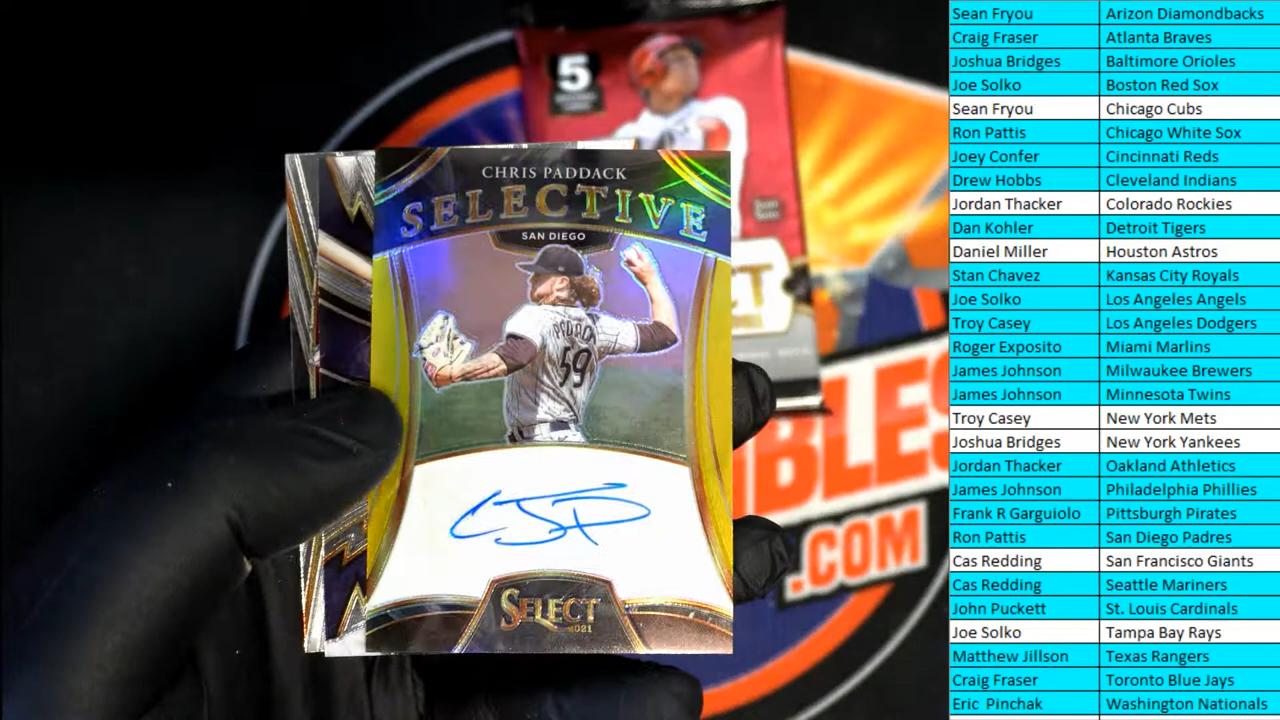 5
CHRIS PADDACK
SELECTIVE
SAN DIEGO
PADDACK
59
SELECT
2021
BLES
.COM
Sean Fryou Arizon Diamondbacks
Craig Fraser Atlanta Braves
Joshua Bridges Baltimore Orioles
Joe Solko Boston Red Sox
Sean Fryou Chicago Cubs
Ron Pattis Chicago White Sox
Joey Confer Cincinnati Reds
Drew Hobbs Cleveland Indians
Jordan Thacker Colorado Rockies
Dan Kohler Detroit Tigers
Daniel Miller Houston Astros
Stan Chavez Kansas City Royals
Joe Solko Los Angeles Angels
Troy Casey Los Angeles Dodgers
Roger Exposito Miami Marlins
James Johnson Milwaukee Brewers
James Johnson Minnesota Twins
Troy Casey New York Mets
Joshua Bridges New York Yankees
Jordan Thacker Oakland Athletics
James Johnson Philadelphia Phillies
Frank R Garguiolo Pittsburgh Pirates
Ron Pattis San Diego Padres
Cas Redding San Francisco Giants
Cas Redding Seattle Mariners
John Puckett St. Louis Cardinals
Joe Solko Tampa Bay Rays
Matthew Jillson Texas Rangers
Craig Fraser Toronto Blue Jays
Eric Pinchak Washington Nationals